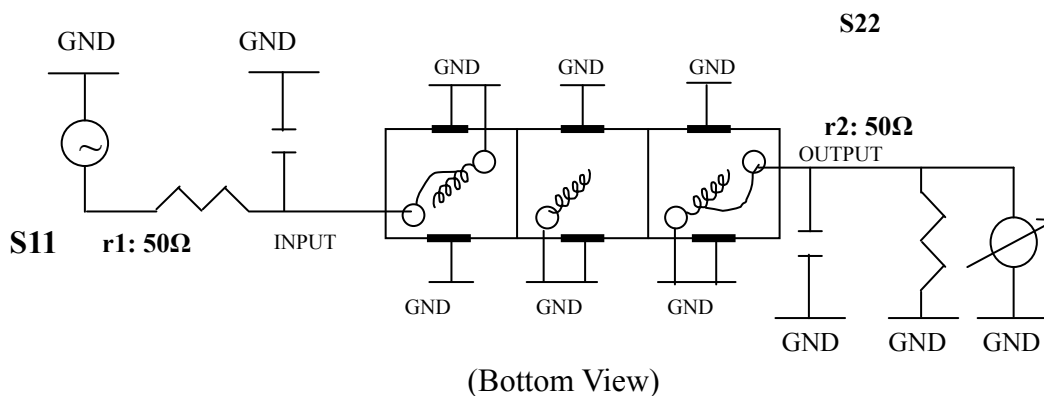 S22
GND
GND
GND
GND
GND
r2: 50Ω
OUTPUT
S11
r1: 50Ω
INPUT
~
GND
GND
GND
GND
GND
GND
(Bottom View)